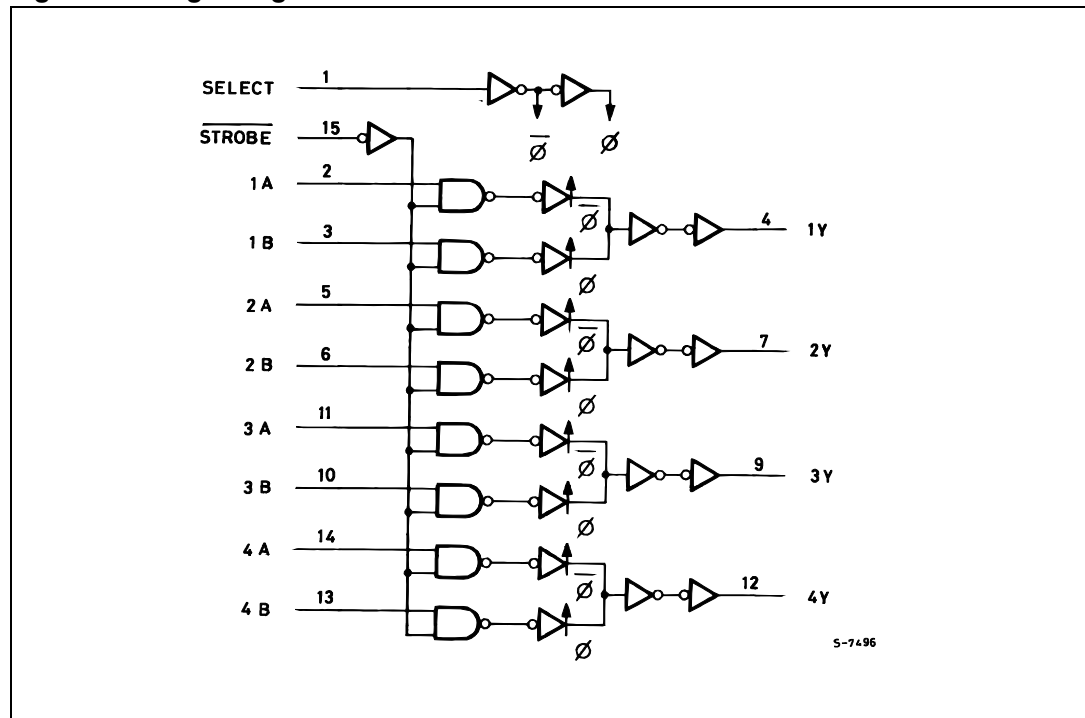 SELECT 1
STROBE 15
Ø Ø
1A 2
Ø 4 1Y
1B 3
Ø
2A 5
Ø 7 2Y
2B 6
Ø
3A 11
Ø 9 3Y
3B 10
Ø
4A 14
Ø 12 4Y
4B 13
Ø
S-7496